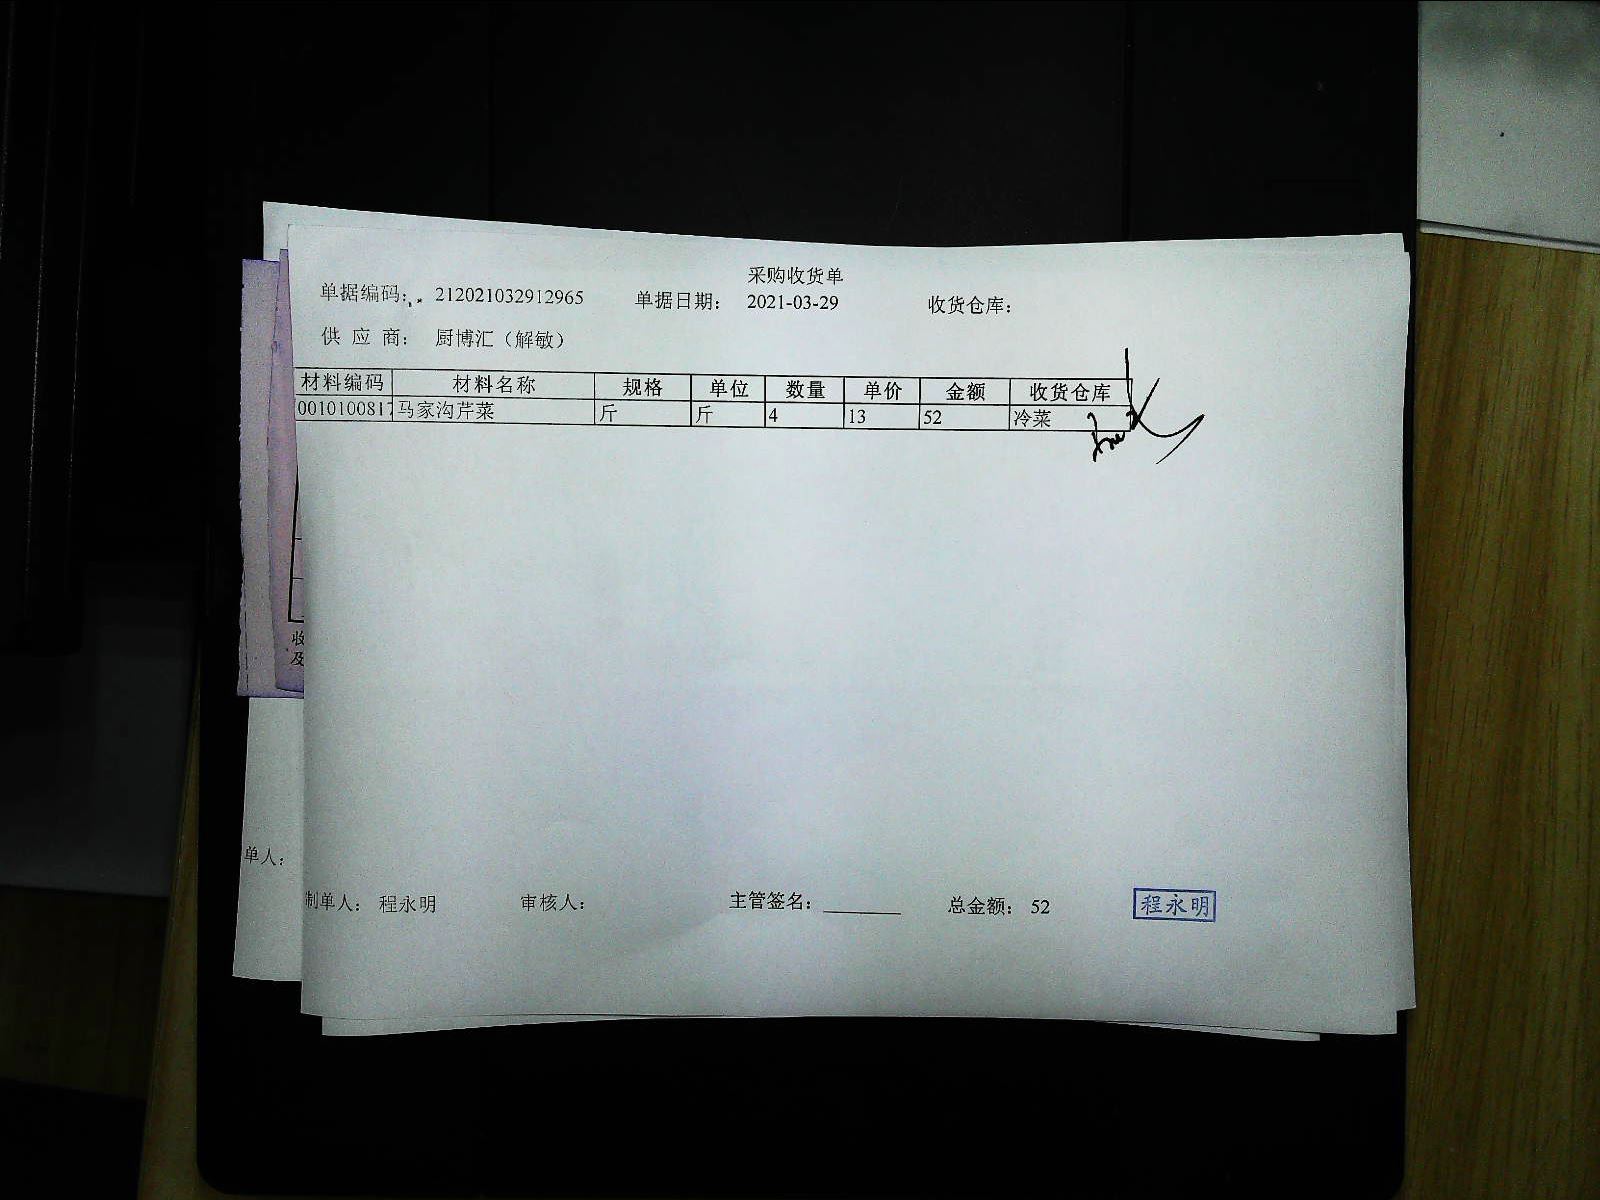 采购收货单
单据编码: 212021032912965 单据日期: 2021-03-29 收货仓库:
供 应 商: 厨博汇（解敏）
材料编码 材料名称 规格 单位 数量 单价 金额 收货仓库
0010100817 马家沟芹菜 斤 斤 4 13 52 冷菜
收
及
单人:
制单人: 程永明 审核人: 主管签名: ________ 总金额: 52 程永明